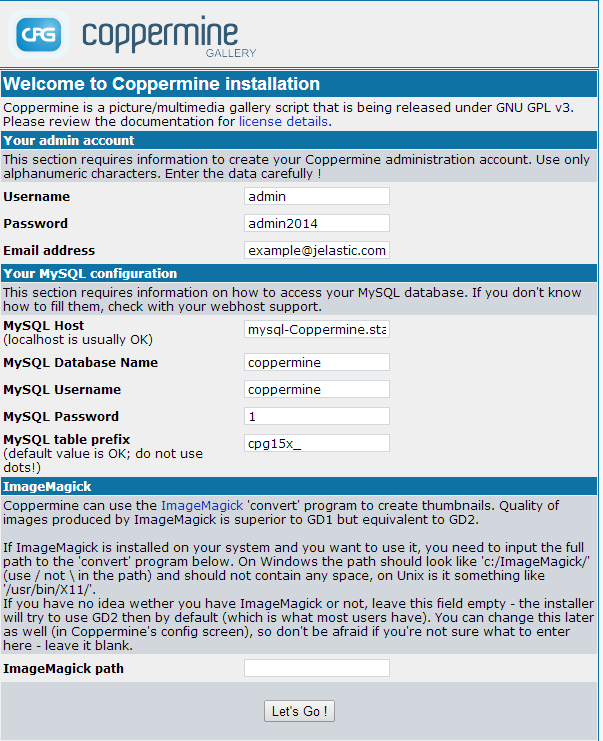 CPG coppermine
GALLERY
Welcome to Coppermine installation
Coppermine is a picture/multimedia gallery script that is being released under GNU GPL v3.
Please review the documentation for license details.
Your admin account
This section requires information to create your Coppermine administration account. Use only
alphanumeric characters. Enter the data carefully !
Username admin
Password admin2014
Email address example@jelastic.com
Your MySQL configuration
This section requires information on how to access your MySQL database. If you don't know
how to fill them, check with your webhost support.
MySQL Host mysql-Coppermine.sta
(localhost is usually OK)
MySQL Database Name coppermine
MySQL Username coppermine
MySQL Password 1
MySQL table prefix cpg15x_
(default value is OK; do not use
dots!)
ImageMagick
Coppermine can use the ImageMagick 'convert' program to create thumbnails. Quality of
images produced by ImageMagick is superior to GD1 but equivalent to GD2.
If ImageMagick is installed on your system and you want to use it, you need to input the full
path to the 'convert' program below. On Windows the path should look like 'c:/ImageMagick/'
(use / not \ in the path) and should not contain any space, on Unix is it something like
'/usr/bin/X11/'.
If you have no idea wether you have ImageMagick or not, leave this field empty - the installer
will try to use GD2 then by default (which is what most users have). You can change this later
as well (in Coppermine's config screen), so don't be afraid if you're not sure what to enter
here - leave it blank.
ImageMagick path
Let's Go !